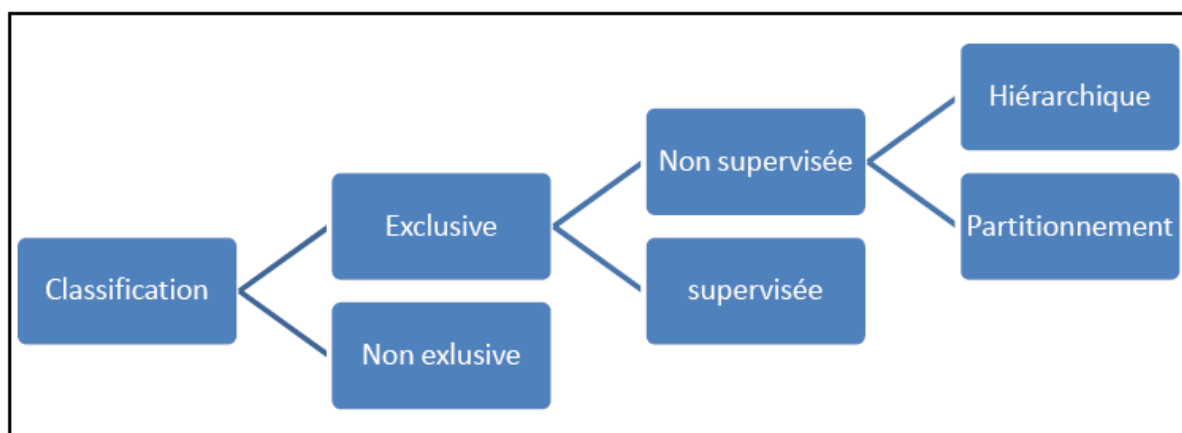 Classification
Exclusive
Non exlusive
Non supervisée
supervisée
Hiérarchique
Partitionnement